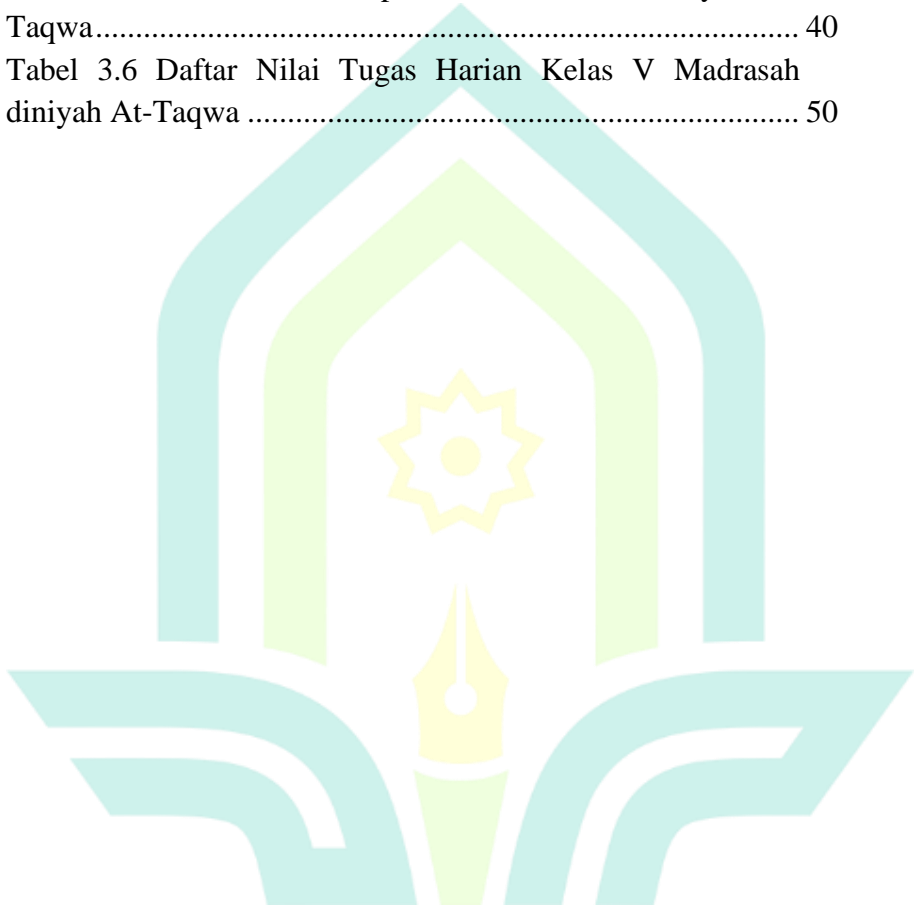 Taqwa........................................................................................ 40
Tabel 3.6 Daftar Nilai Tugas Harian Kelas V Madrasah
diniyah At-Taqwa ..................................................................... 50